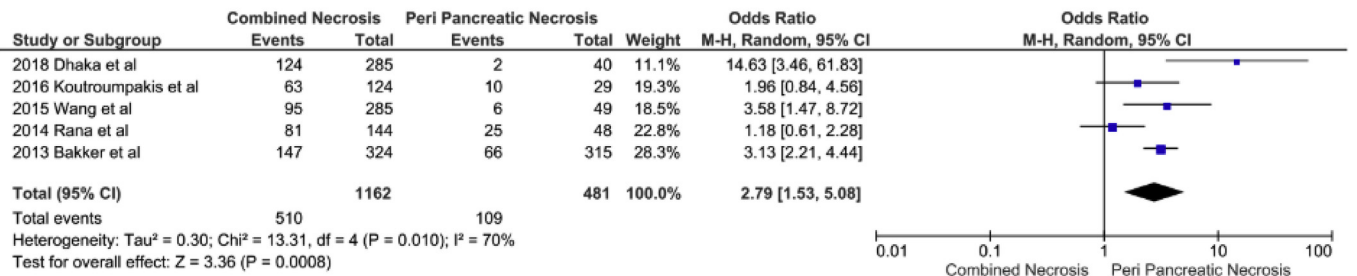 Combined Necrosis Peri Pancreatic Necrosis Odds Ratio Odds Ratio
Study or Subgroup Events Total Events Total Weight M-H, Random, 95% CI M-H, Random, 95% CI
2018 Dhaka et al 124 285 2 40 11.1% 14.63 [3.46, 61.83]
2016 Koutroumpakis et al 63 124 10 29 19.3% 1.96 [0.84, 4.56]
2015 Wang et al 95 285 6 49 18.5% 3.58 [1.47, 8.72]
2014 Rana et al 81 144 25 48 22.8% 1.18 [0.61, 2.28]
2013 Bakker et al 147 324 66 315 28.3% 3.13 [2.21, 4.44]
Total (95% CI) 1162 481 100.0% 2.79 [1.53, 5.08]
Total events 510 109
Heterogeneity: Tau² = 0.30; Chi² = 13.31, df = 4 (P = 0.010); I² = 70%
Test for overall effect: Z = 3.36 (P = 0.0008)
0.01 0.1 1 10 100
Combined Necrosis Peri Pancreatic Necrosis